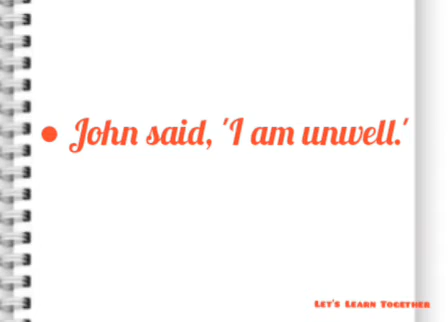 • John said, 'I am unwell.'
Let's Learn Together